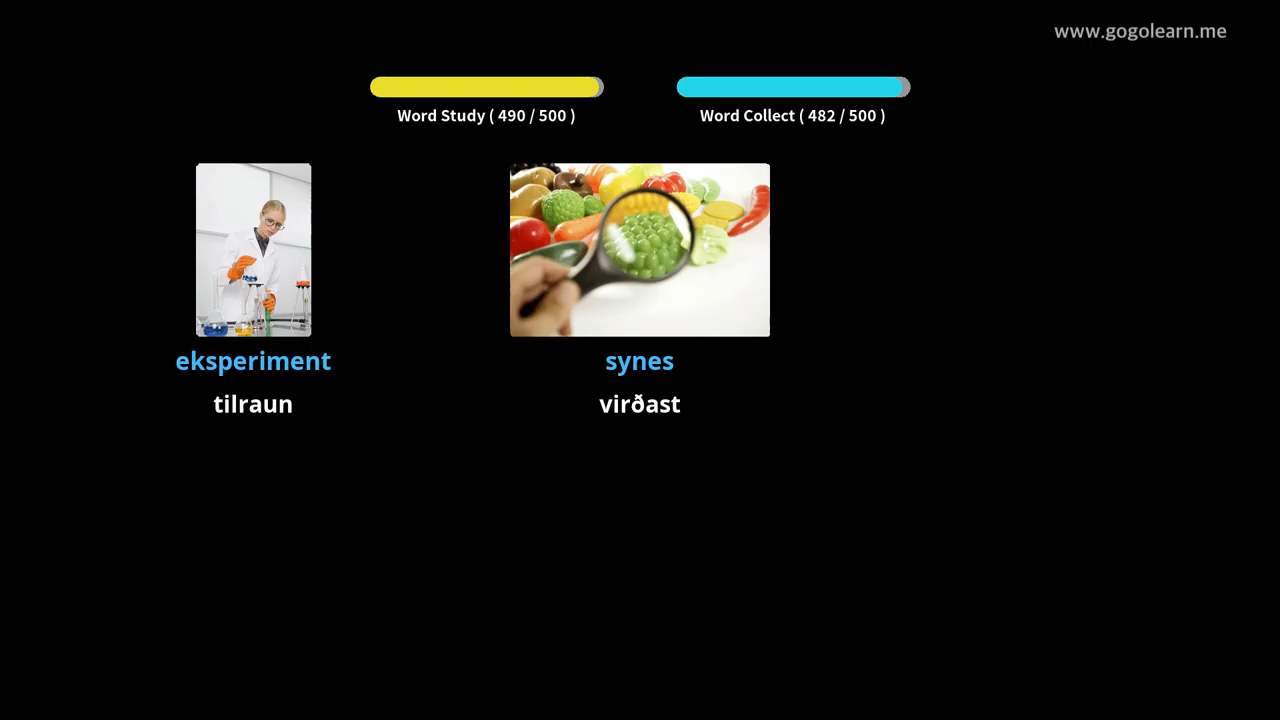 www.gogolearn.me
Word Study ( 490 / 500 )
Word Collect ( 482 / 500 )
eksperiment
tilraun
synes
virðast